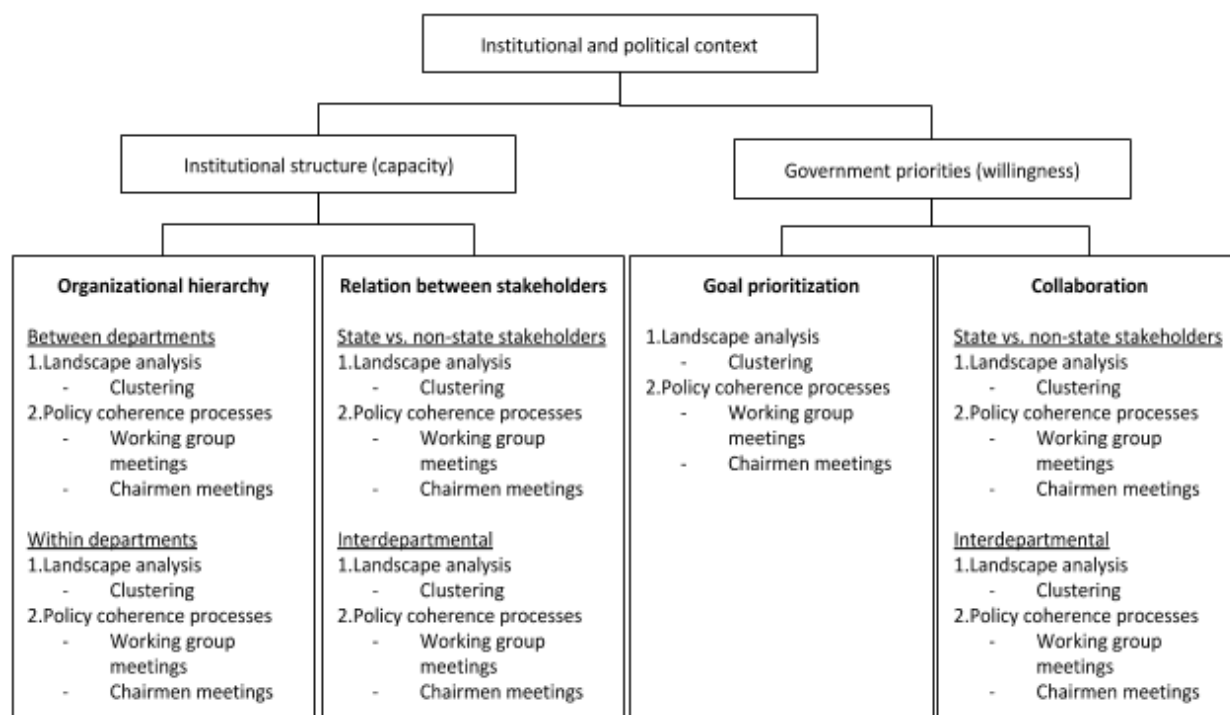 Institutional and political context
Institutional structure (capacity)
Government priorities (willingness)
Organizational hierarchy
Between departments
1.Landscape analysis
- Clustering
2.Policy coherence processes
- Working group
meetings
- Chairmen meetings
Within departments
1.Landscape analysis
- Clustering
2.Policy coherence processes
- Working group
meetings
- Chairmen meetings
Relation between stakeholders
State vs. non-state stakeholders
1.Landscape analysis
- Clustering
2.Policy coherence processes
- Working group
meetings
- Chairmen meetings
Interdepartmental
1.Landscape analysis
- Clustering
2.Policy coherence processes
- Working group
meetings
- Chairmen meetings
Goal prioritization
1.Landscape analysis
- Clustering
2.Policy coherence processes
- Working group
meetings
- Chairmen meetings
Collaboration
State vs. non-state stakeholders
1.Landscape analysis
- Clustering
2.Policy coherence processes
- Working group
meetings
- Chairmen meetings
Interdepartmental
1.Landscape analysis
- Clustering
2.Policy coherence processes
- Working group
meetings
- Chairmen meetings